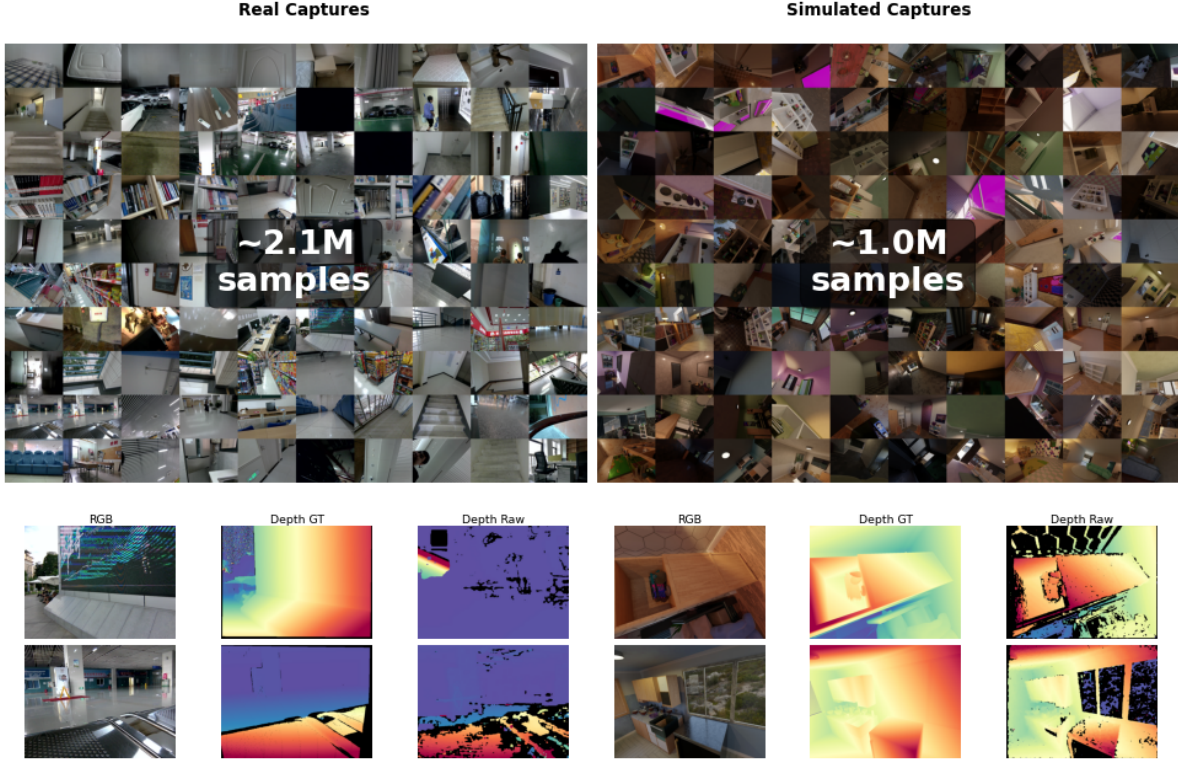 Real Captures
Simulated Captures
~2.1M
samples
~1.0M
samples
RGB
Depth GT
Depth Raw
RGB
Depth GT
Depth Raw